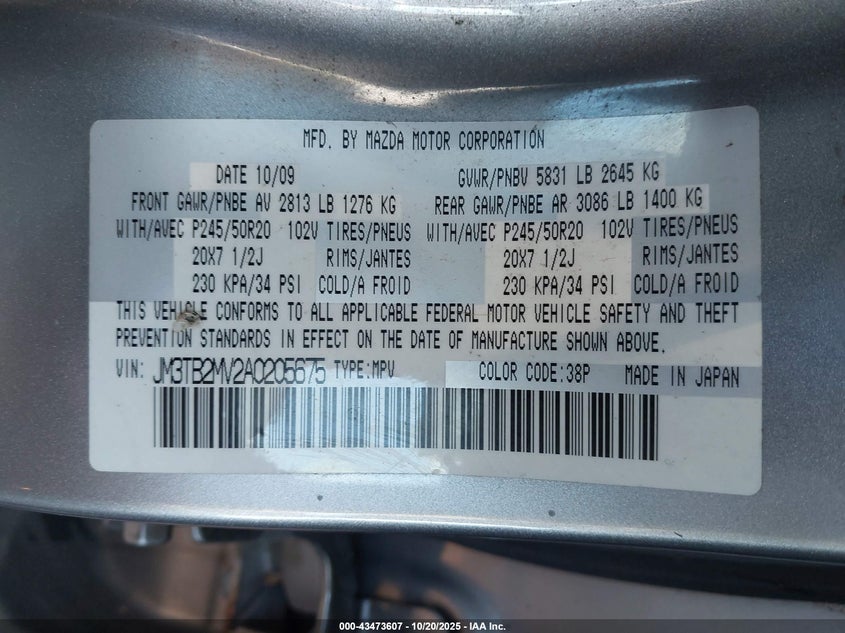 MFD. BY MAZDA MOTOR CORPORATION
DATE 10/09 GVWR/PNBV 5831 LB 2645 KG
FRONT GAWR/PNBE AV 2813 LB 1276 KG REAR GAWR/PNBE AR 3086 LB 1400 KG
WITH/AVEC P245/50R20 102V TIRES/PNEUS WITH/AVEC P245/50R20 102V TIRES/PNEUS
20X7 1/2J RIMS/JANTES 20X7 1/2J RIMS/JANTES
230 KPA/34 PSI COLD/A FROID 230 KPA/34 PSI COLD/A FROID
THIS VEHICLE CONFORMS TO ALL APPLICABLE FEDERAL MOTOR VEHICLE SAFETY AND THEFT
PREVENTION STANDARDS IN EFFECT ON THE DATE OF MANUFACTURE SHOWN ABOVE.
VIN: JM3TB2MV2A0205675 TYPE:MPV COLOR CODE:38P MADE IN JAPAN
000-43473607 - 10/20/2025 - IAA Inc.